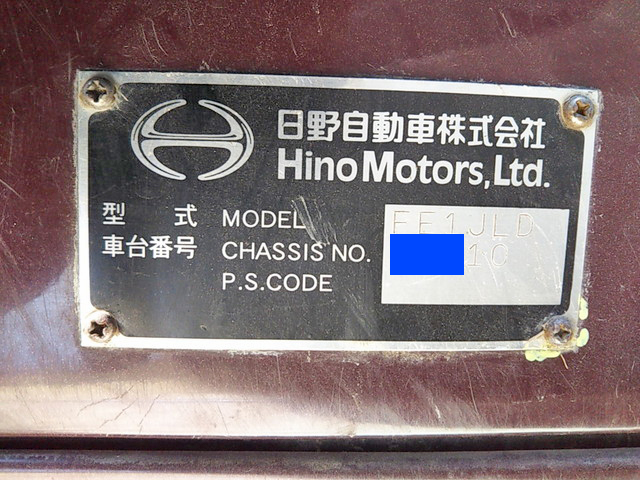 日野自動車株式会社
Hino Motors, Ltd.
型 式 MODEL FE1JLD
車台番号 CHASSIS NO. 10
P.S.CODE